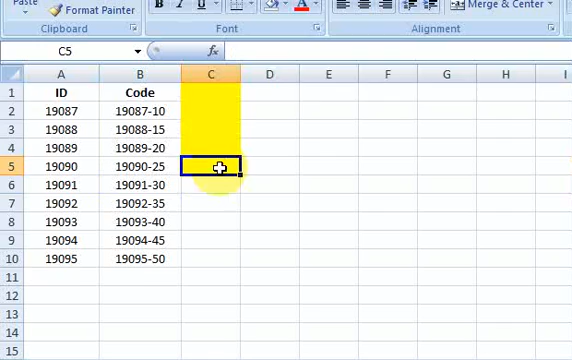 Paste
Format Painter
B I U A Merge & Center
Clipboard Font Alignment
C5 fx
A B C D E F G H I
1 ID Code
2 19087 19087-10
3 19088 19088-15
4 19089 19089-20
5 19090 19090-25
6 19091 19091-30
7 19092 19092-35
8 19093 19093-40
9 19094 19094-45
10 19095 19095-50
11
12
13
14
15